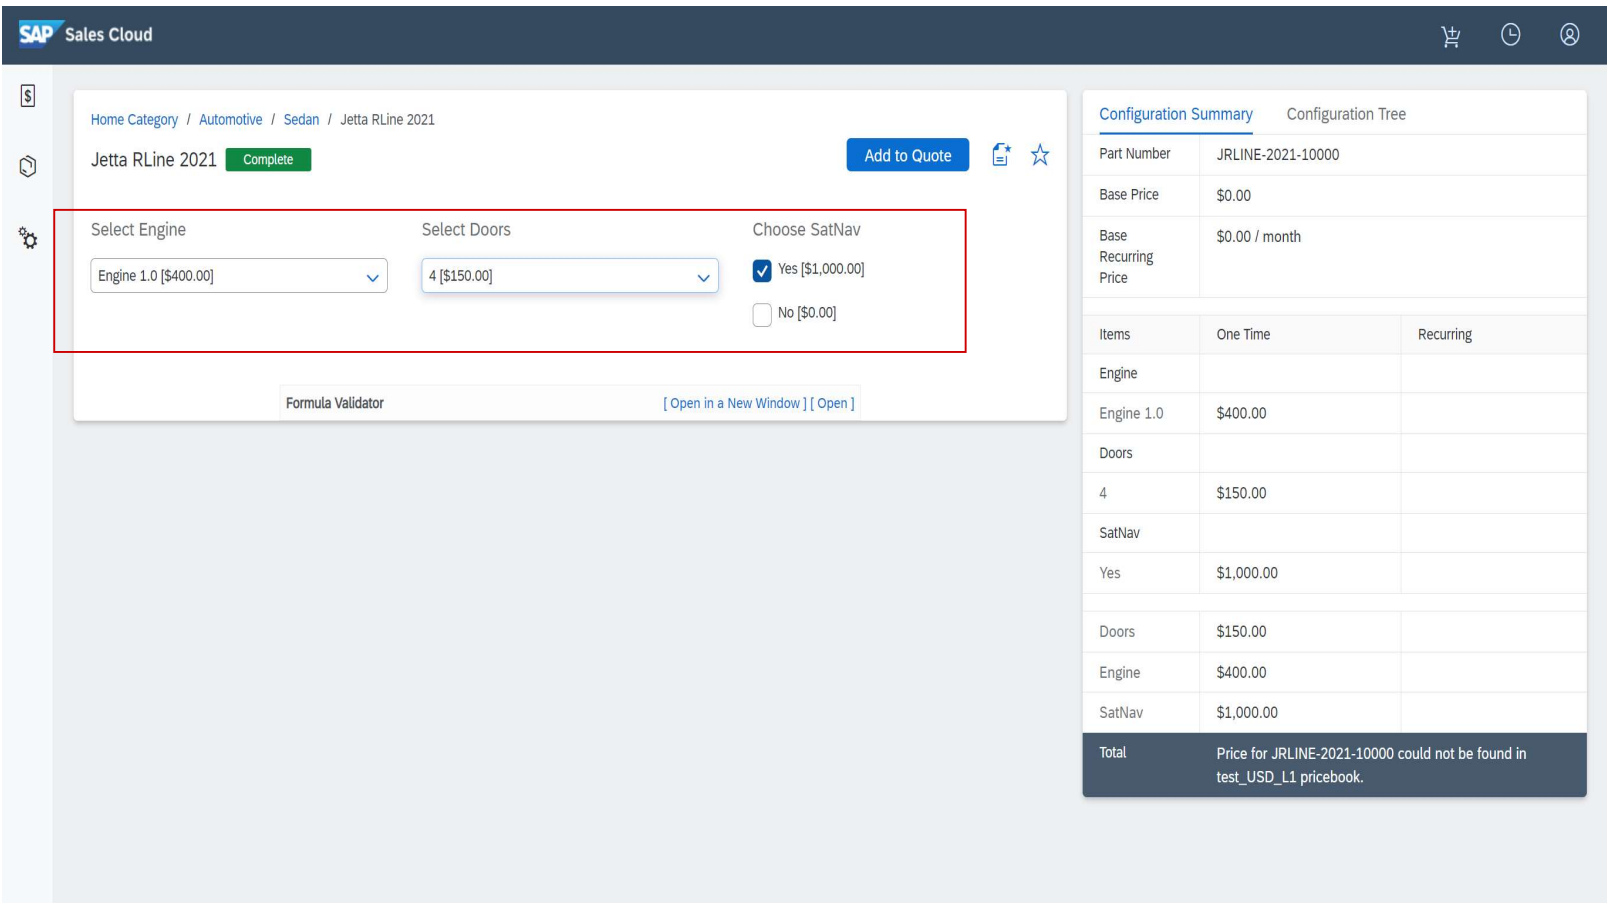 SAP Sales Cloud
Home Category / Automotive / Sedan / Jetta RLine 2021
Jetta RLine 2021 Complete
Add to Quote
Select Engine
Engine 1.0 [$400.00]
Select Doors
4 [$150.00]
Choose SatNav
Yes [$1,000.00]
No [$0.00]
Formula Validator [ Open in a New Window ] [ Open ]
Configuration Summary Configuration Tree
Part Number JRLINE-2021-10000
Base Price $0.00
Base Recurring Price $0.00 / month
Items One Time Recurring
Engine
Engine 1.0 $400.00
Doors
4 $150.00
SatNav
Yes $1,000.00
Doors $150.00
Engine $400.00
SatNav $1,000.00
Total Price for JRLINE-2021-10000 could not be found in
test_USD_L1 pricebook.